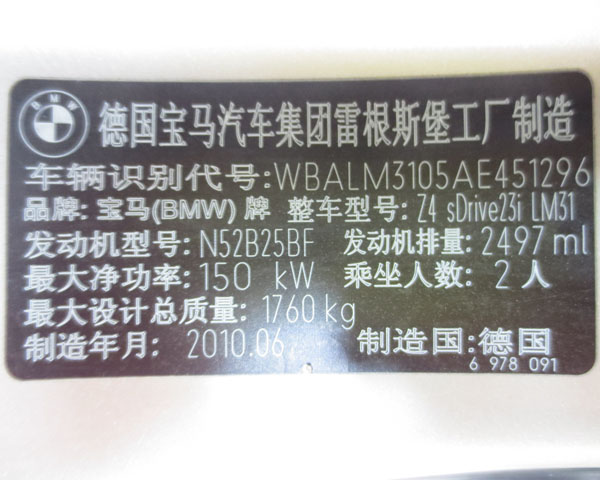 BMW
德国宝马汽车集团雷根斯堡工厂制造
车辆识别代号:WBALM3105AE451296
品牌: 宝马(BMW) 牌 整车型号: Z4 sDrive23i LM31
发动机型号: N52B25BF 发动机排量: 2497 ml
最大净功率: 150 kW 乘坐人数: 2 人
最大设计总质量: 1760 kg
制造年月: 2010.06 制造国:德国
6 978 091